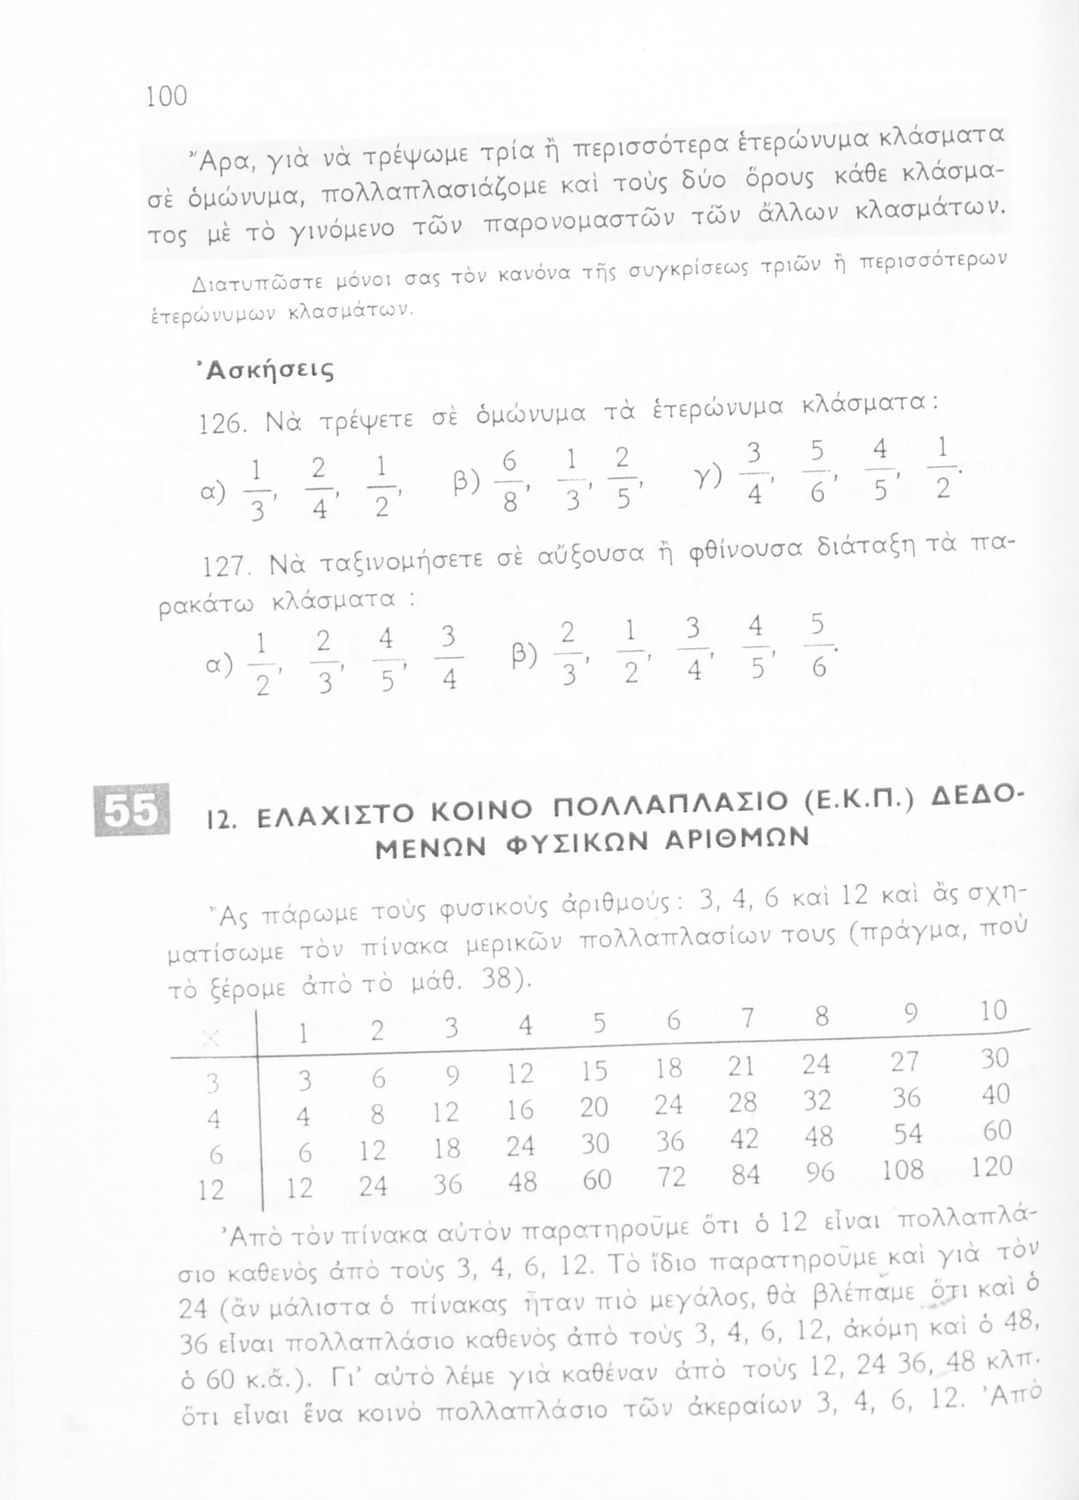 100
Ἄρα, γιὰ νὰ τρέψωμε τρία ἢ περισσότερα ἑτερώνυμα κλάσματα
σὲ ὁμώνυμα, πολλαπλασιάζομε καὶ τοὺς δύο ὅρους κάθε κλάσμα-
τος μὲ τὸ γινόμενο τῶν παρονομαστῶν τῶν ἄλλων κλασμάτων.
Διατυπῶστε μόνοι σας τὸν κανόνα τῆς συγκρίσεως τριῶν ἢ περισσότερων
ἑτερώνυμων κλασμάτων.
Ἀσκήσεις
126. Νὰ τρέψετε σὲ ὁμώνυμα τὰ ἑτερώνυμα κλάσματα:
α) 1/3, 2/4, 1/2, β) 6/8, 1/3, 2/5, γ) 3/4, 5/6, 4/5, 1/2.
127. Νὰ ταξινομήσετε σὲ αὔξουσα ἢ φθίνουσα διάταξη τὰ πα-
ρακάτω κλάσματα :
α) 1/2, 2/3, 4/5, 3/4 β) 2/3, 1/2, 3/4, 4/5, 5/6.
55 12. ΕΛΑΧΙΣΤΟ ΚΟΙΝΟ ΠΟΛΛΑΠΛΑΣΙΟ (Ε.Κ.Π.) ΔΕΔΟ-
ΜΕΝΩΝ ΦΥΣΙΚΩΝ ΑΡΙΘΜΩΝ
Ἂς πάρωμε τοὺς φυσικοὺς ἀριθμούς: 3, 4, 6 καὶ 12 καὶ ἂς σχη-
ματίσωμε τὸν πίνακα μερικῶν πολλαπλασίων τους (πράγμα, ποὺ
τὸ ξέρομε ἀπὸ τὸ μάθ. 38).
× 1 2 3 4 5 6 7 8 9 10
3 3 6 9 12 15 18 21 24 27 30
4 4 8 12 16 20 24 28 32 36 40
6 6 12 18 24 30 36 42 48 54 60
12 12 24 36 48 60 72 84 96 108 120
Ἀπὸ τὸν πίνακα αὐτὸν παρατηροῦμε ὅτι ὁ 12 εἶναι πολλαπλά-
σιο καθενὸς ἀπὸ τοὺς 3, 4, 6, 12. Τὸ ἴδιο παρατηροῦμε καὶ γιὰ τὸν
24 (ἂν μάλιστα ὁ πίνακας ἦταν πιὸ μεγάλος, θὰ βλέπαμε ὅτι καὶ ὁ
36 εἶναι πολλαπλάσιο καθενὸς ἀπὸ τοὺς 3, 4, 6, 12, ἀκόμη καὶ ὁ 48,
ὁ 60 κ.ἄ.). Γι' αὐτὸ λέμε γιὰ καθέναν ἀπὸ τοὺς 12, 24 36, 48 κλπ.
ὅτι εἶναι ἕνα κοινὸ πολλαπλάσιο τῶν ἀκεραίων 3, 4, 6, 12. Ἀπὸ